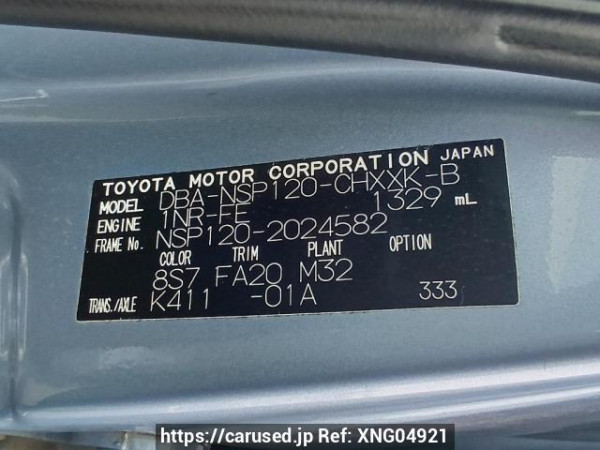 TOYOTA MOTOR CORPORATION JAPAN
MODEL DBA-NSP120-CHXXK-B
ENGINE 1NR-FE 1329 mL
FRAME No. NSP120-2024582
COLOR TRIM PLANT OPTION
8S7 FA20 M32
TRANS./AXLE K411 -01A 333
https://carused.jp Ref: XNG04921